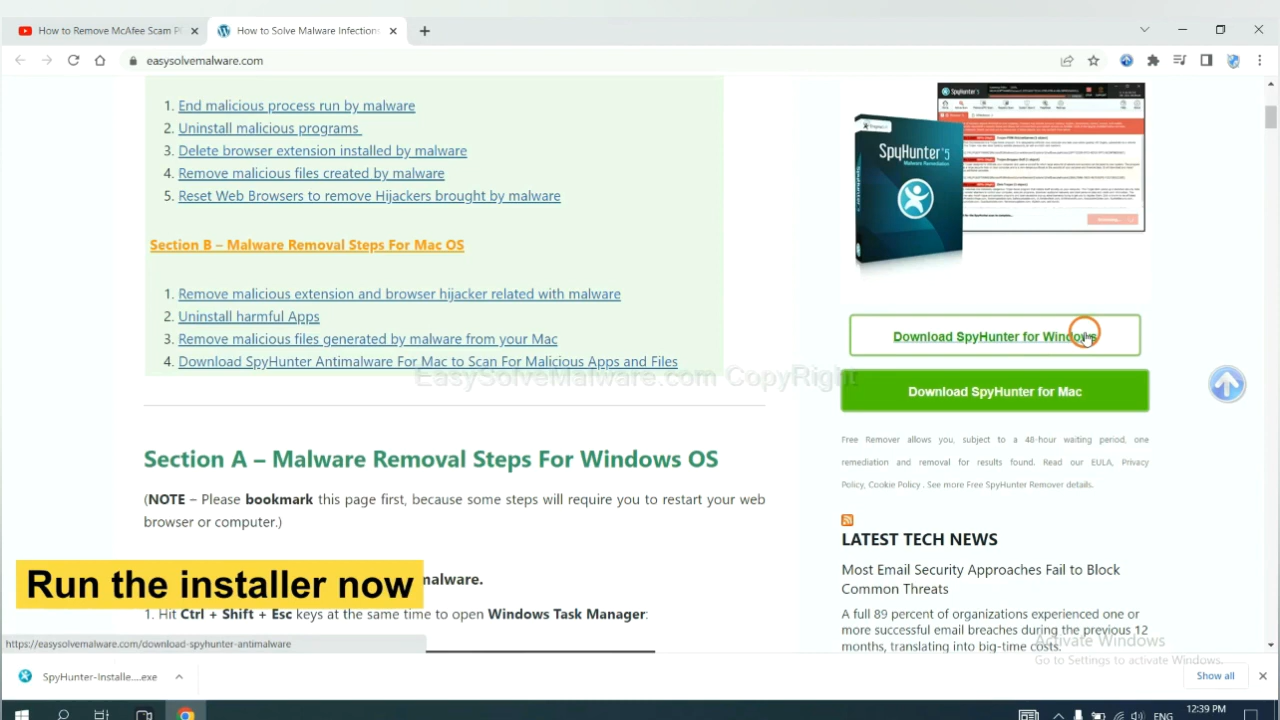 How to Remove McAfee Scam P
How to Solve Malware Infections
easysolvemalware.com
1. End malicious process run by malware
2. Uninstall malicious programs
3. Delete browser
installed by malware
4. Remove malicious files created by malware
5. Reset Web Browser to remove Hijacker brought by malware
Section B – Malware Removal Steps For Mac OS
1. Remove malicious extension and browser hijacker related with malware
2. Uninstall harmful Apps
3. Remove malicious files generated by malware from your Mac
4. Download SpyHunter Antimalware For Mac to Scan For Malicious Apps and Files
EasySolveMalware.com CopyRight
Section A – Malware Removal Steps For Windows OS
(NOTE – Please bookmark this page first, because some steps will require you to restart your web
browser or computer.)
Run the installer now
malware.
1. Hit Ctrl + Shift + Esc keys at the same time to open Windows Task Manager:
SpyHunter 5
Malware Remediation
Download SpyHunter for Windows
Download SpyHunter for Mac
Free Remover allows you, subject to a 48-hour waiting period, one
remediation and removal for results found. Read our EULA, Privacy
Policy, Cookie Policy . See more Free SpyHunter Remover details.
LATEST TECH NEWS
Most Email Security Approaches Fail to Block
Common Threats
A full 89 percent of organizations experienced one or
more successful email breaches during the previous 12
months, translating into big-time costs.
Activate Windows
Go to Settings to activate Windows.
https://easysolvemalware.com/download-spyhunter-antimalware
SpyHunter-Installe....exe
Show all
ENG
12:39 PM